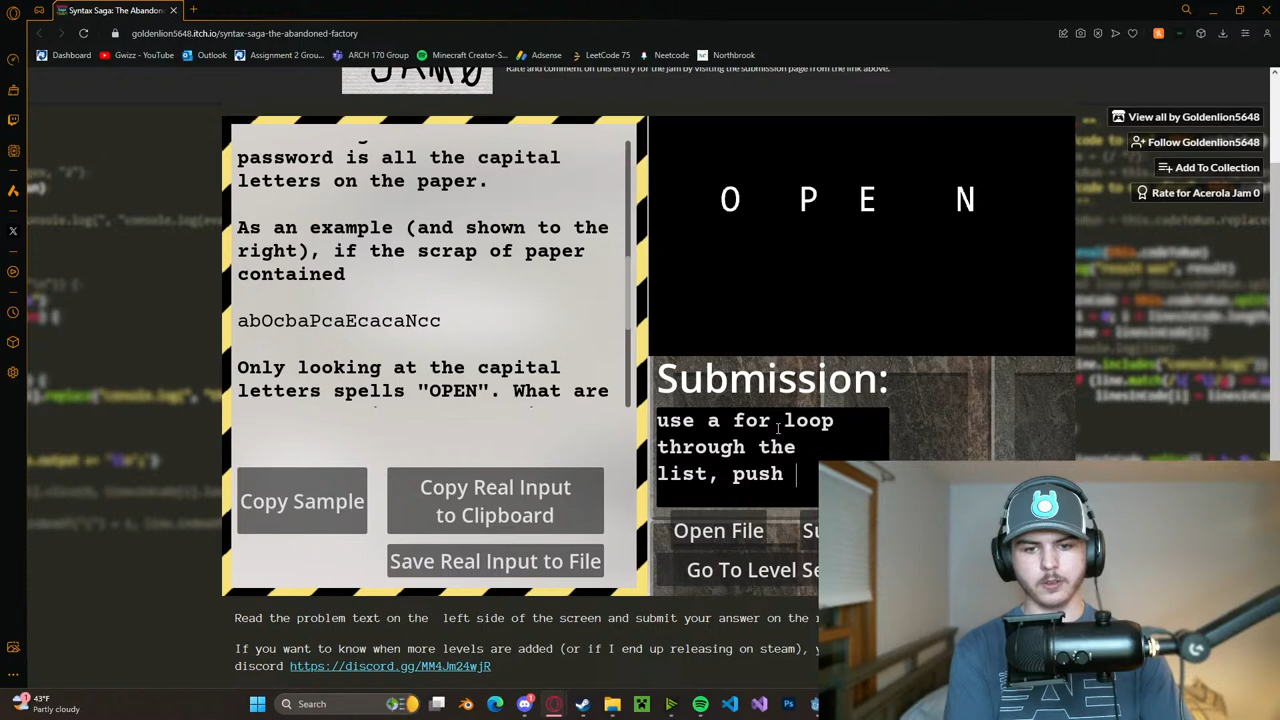 Syntax Saga: The Abandon
goldenlion5648.itch.io/syntax-saga-the-abandoned-factory
Dashboard
Gwizz - YouTube
Outlook
Assignment 2 Grou...
ARCH 170 Group...
Minecraft Creator-S...
Adsense
LeetCode 75
Neetcode
Northbrook
Rate and comment on this entry for the jam by visiting the submission page from the link above.
View all by Goldenlion5648
Follow Goldenlion5648
Add To Collection
Rate for Acerola Jam 0
password is all the capital
letters on the paper.
As an example (and shown to the
right), if the scrap of paper
contained
abOcbaPcaEcacaNcc
Only looking at the capital
letters spells "OPEN". What are
Copy Sample
Copy Real Input
to Clipboard
Save Real Input to File
O P E N
Submission:
use a for loop
through the
list, push
Open File
Su
Go To Level Se
Read the problem text on the left side of the screen and submit your answer on the r
If you want to know when more levels are added (or if I end up releasing on steam), y
discord https://discord.gg/MM4Jm24wjR
43°F
Partly cloudy
Search